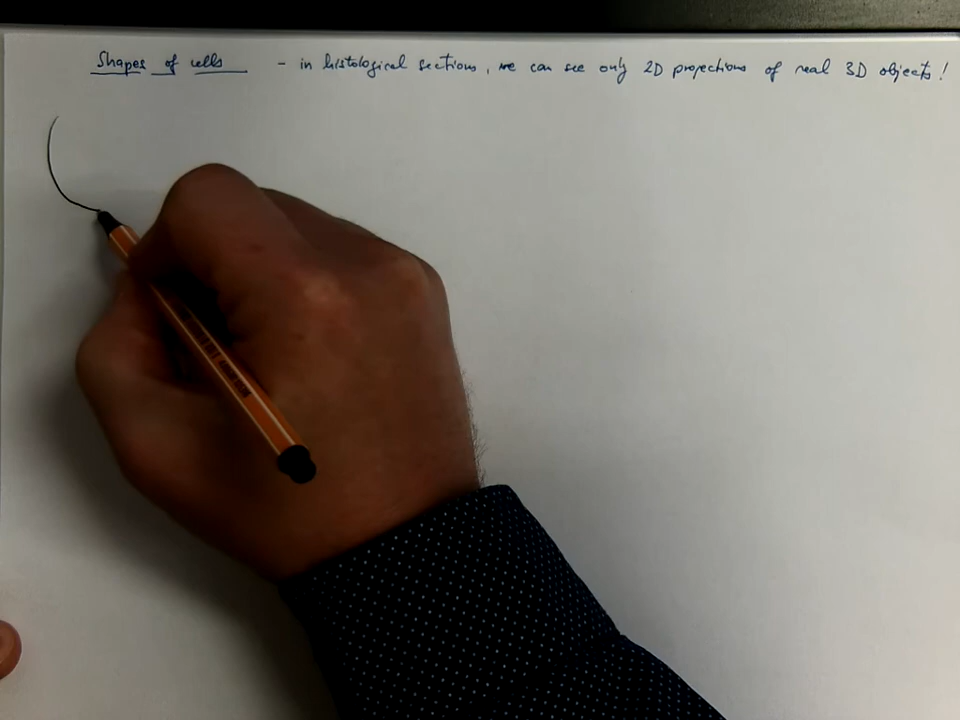 Shapes of cells - in histological sections, we can see only 2D projections of real 3D objects!